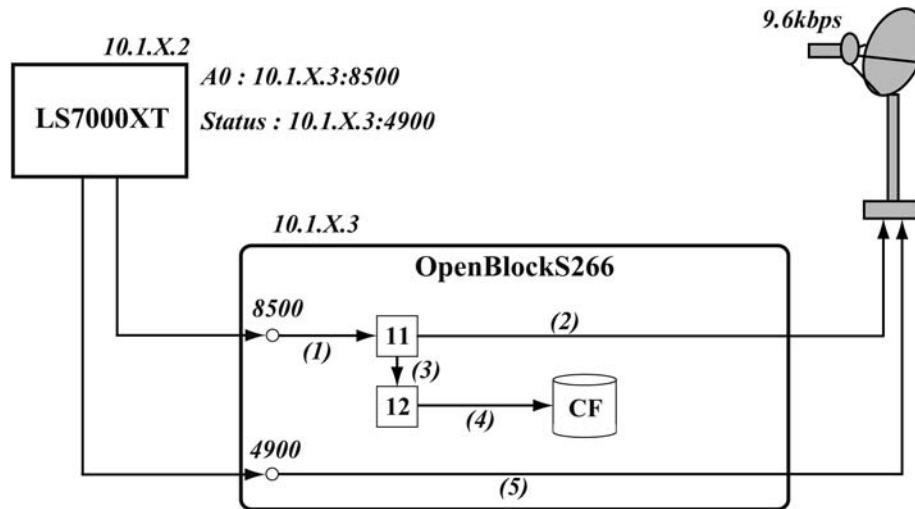 9.6kbps
10.1.X.2
LS7000XT
A0 : 10.1.X.3:8500
Status : 10.1.X.3:4900
10.1.X.3
OpenBlockS266
8500
(1)
11
(2)
(3)
12
(4)
CF
4900
(5)